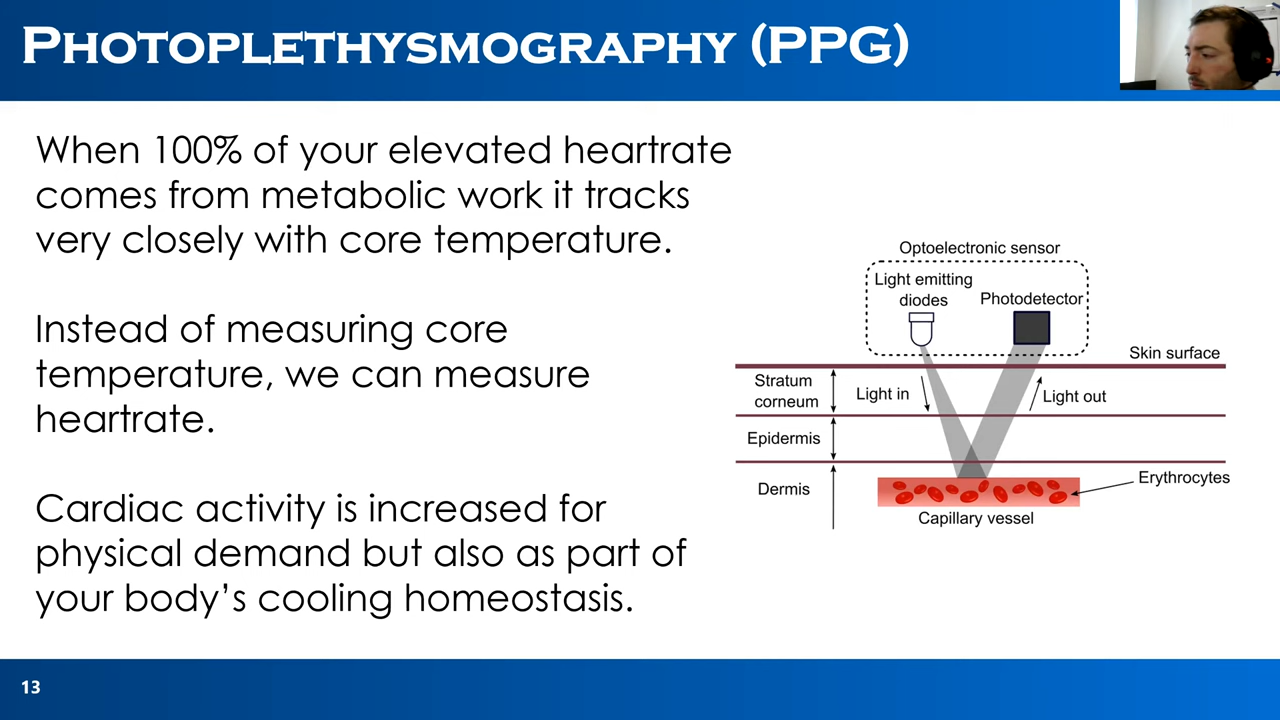 PHOTOPLETHYSMOGRAPHY (PPG)
When 100% of your elevated heartrate
comes from metabolic work it tracks
very closely with core temperature.
Instead of measuring core
temperature, we can measure
heartrate.
Cardiac activity is increased for
physical demand but also as part of
your body’s cooling homeostasis.
Optoelectronic sensor
Light emitting
diodes
Photodetector
Skin surface
Stratum
corneum
Light in
Light out
Epidermis
Dermis
Erythrocytes
Capillary vessel
13